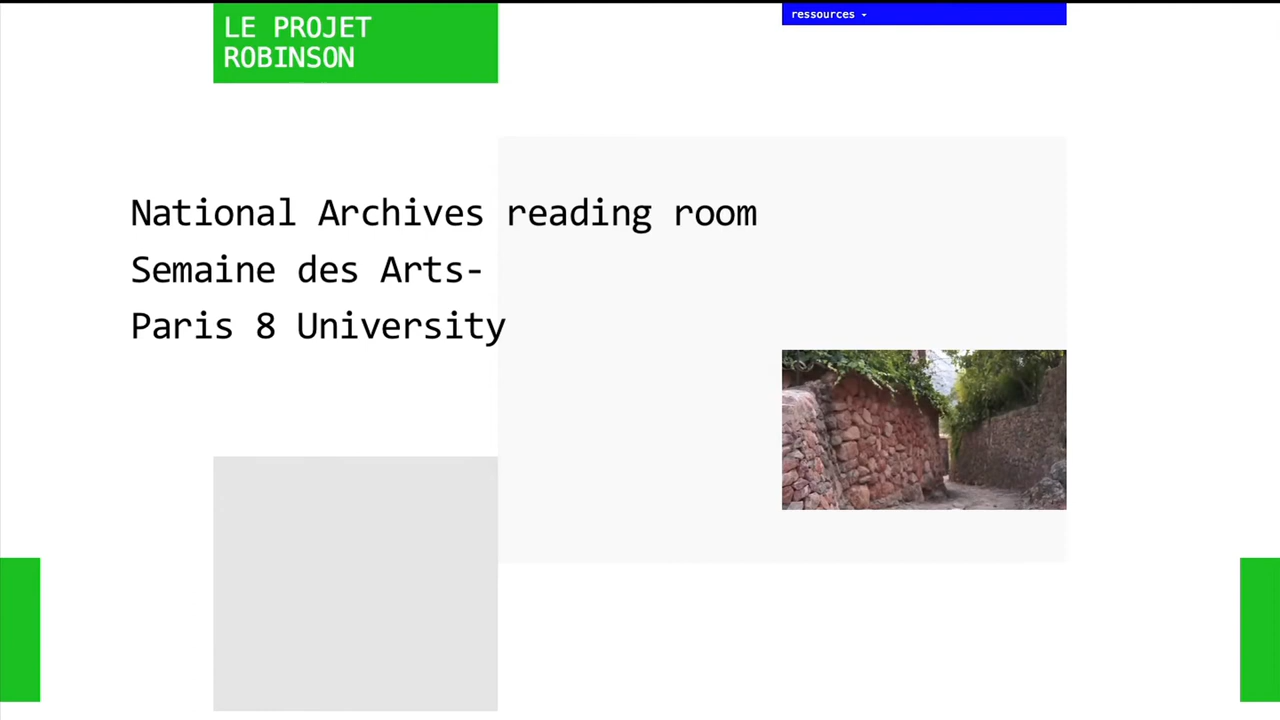 LE PROJET
ROBINSON
ressources
National Archives reading room
Semaine des Arts-
Paris 8 University